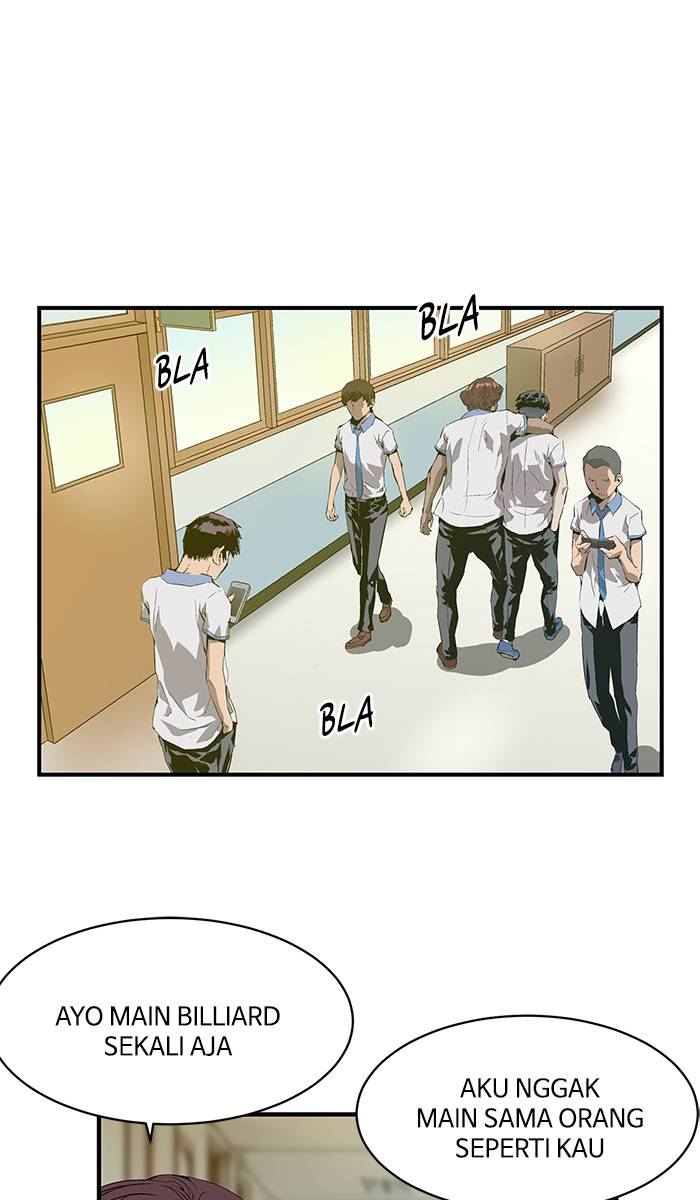 BLA
BLA
BLA
AYO MAIN BILLIARD
SEKALI AJA
AKU NGGAK
MAIN SAMA ORANG
SEPERTI KAU